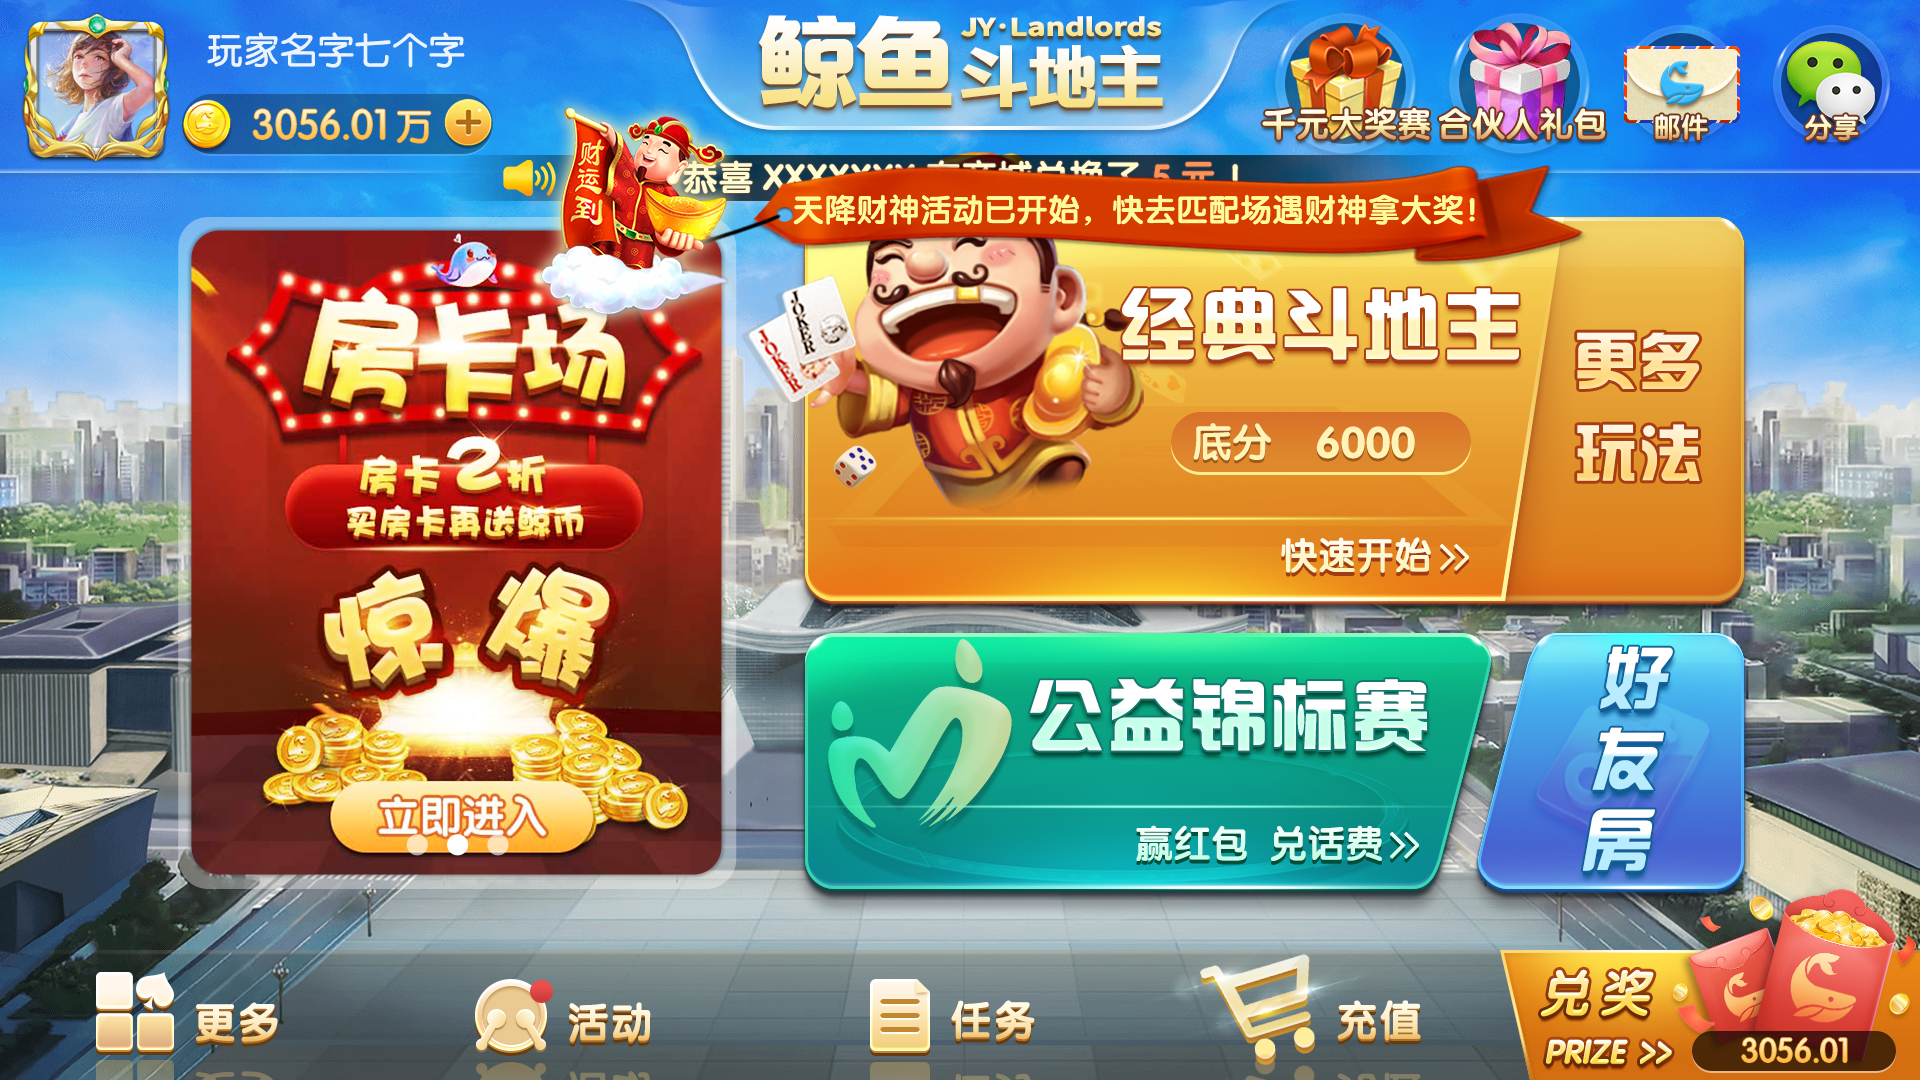 玩家名字七个字
3056.01万
鲸鱼
JY·Landlords
斗地主
千元大奖赛
合伙人礼包
邮件
分享
财运到
恭喜
5元！
天降财神活动已开始，快去匹配场遇财神拿大奖!
房卡场
房卡2折
买房卡再送鲸币
惊爆
立即进入
JOKER
JOKER
经典斗地主
底分 6000
快速开始>>
更多
玩法
公益锦标赛
赢红包 兑话费>>
好友房
更多
活动
任务
充值
兑奖
PRIZE >>
3056.01